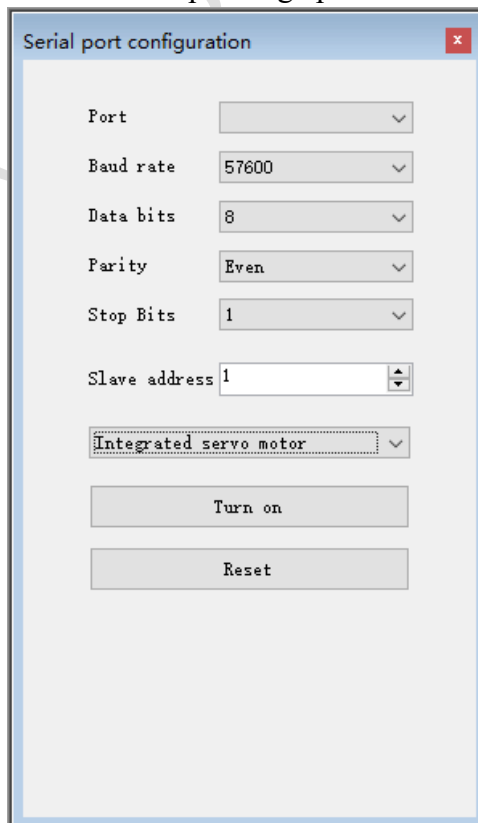 Serial port configuration
Port
Baud rate 57600
Data bits 8
Parity Even
Stop Bits 1
Slave address 1
Integrated servo motor
Turn on
Reset